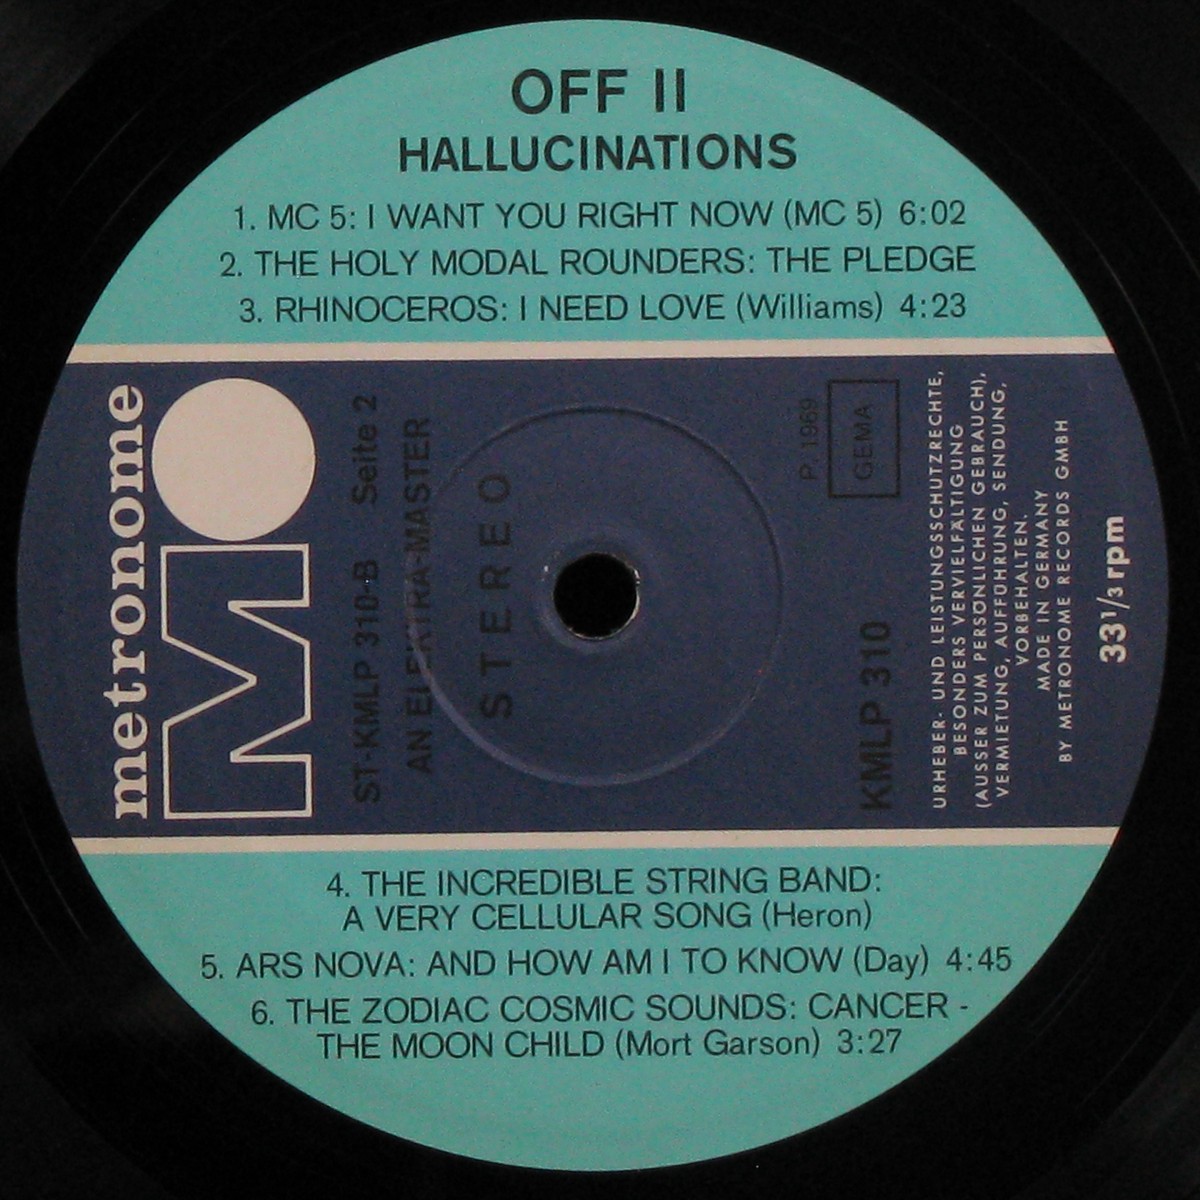 OFF II
HALLUCINATIONS
1. MC 5: I WANT YOU RIGHT NOW (MC 5) 6:02
2. THE HOLY MODAL ROUNDERS: THE PLEDGE
3. RHINOCEROS: I NEED LOVE (Williams) 4:23
metronome
M
ST-KMLP 310-B Seite 2
AN ELEKTRA-MASTER
STEREO
P 1969
GEMA
KMLP 310
URHEBER- UND LEISTUNGSSCHUTZRECHTE,
BESONDERS VERVIELFÄLTIGUNG
(AUSSER ZUM PERSÖNLICHEN GEBRAUCH),
VERMIETUNG, AUFFÜHRUNG, SENDUNG,
VORBEHALTEN.
MADE IN GERMANY
BY METRONOME RECORDS GMBH
33 1/3 rpm
4. THE INCREDIBLE STRING BAND:
A VERY CELLULAR SONG (Heron)
5. ARS NOVA: AND HOW AM I TO KNOW (Day) 4:45
6. THE ZODIAC COSMIC SOUNDS: CANCER -
THE MOON CHILD (Mort Garson) 3:27